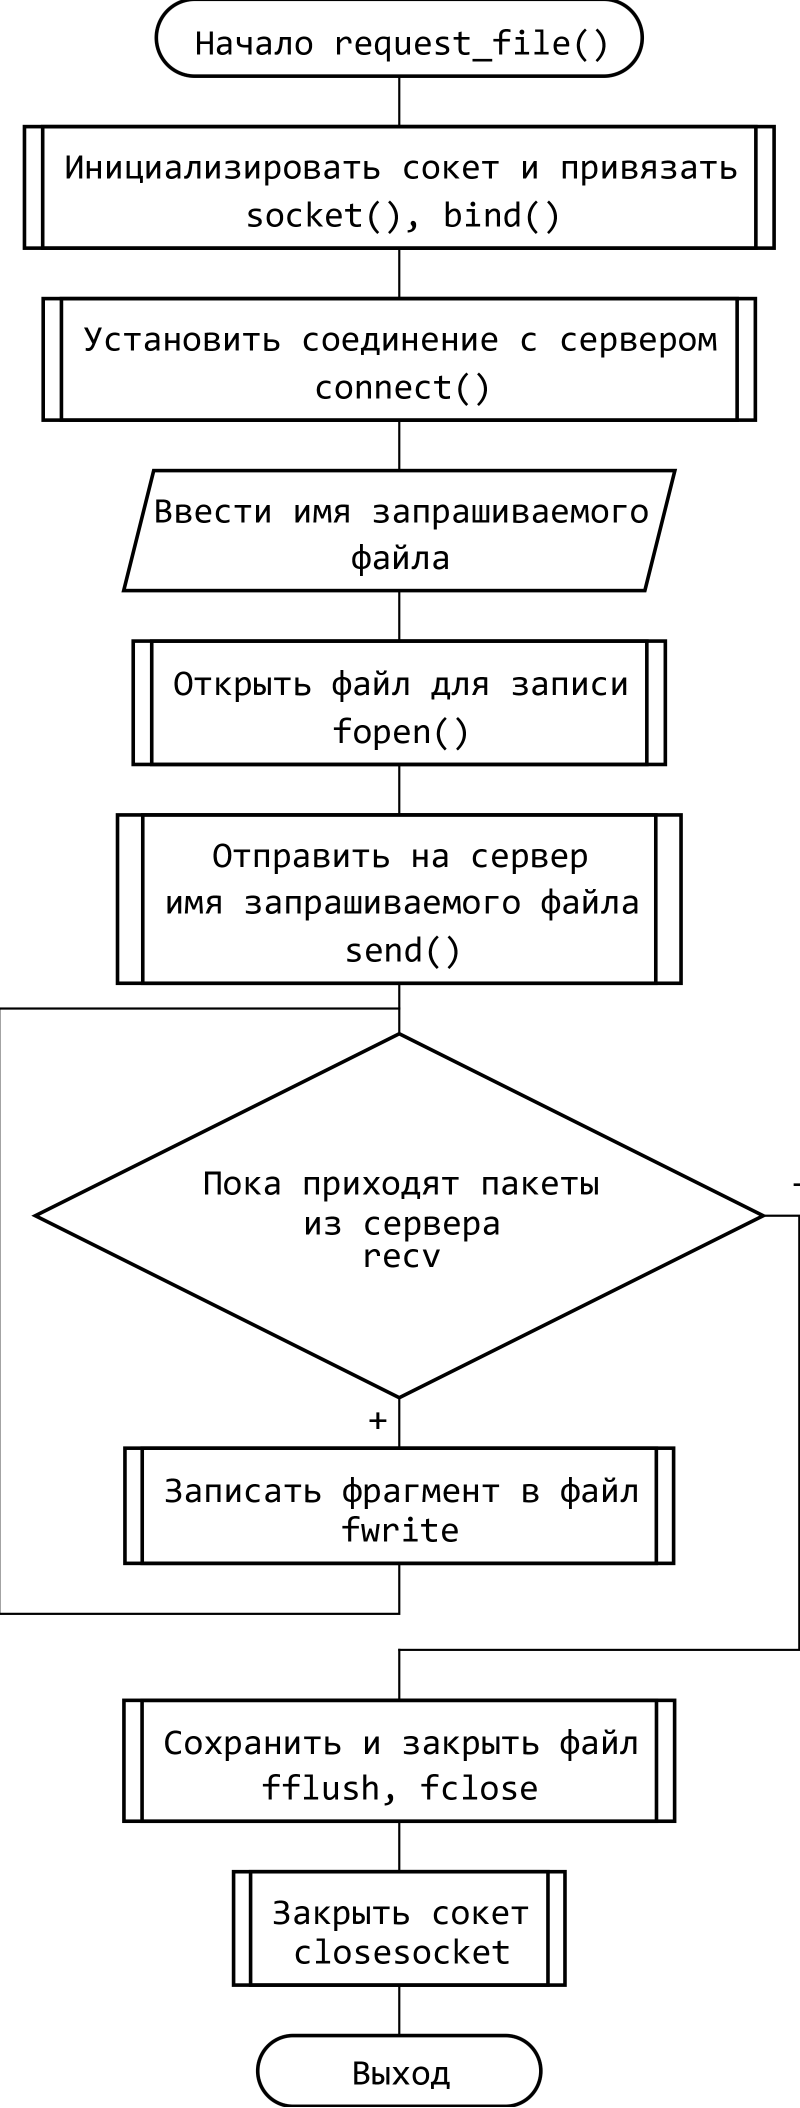 Начало request_file()
Инициализировать сокет и привязать
socket(), bind()
Установить соединение с сервером
connect()
Ввести имя запрашиваемого
файла
Открыть файл для записи
fopen()
Отправить на сервер
имя запрашиваемого файла
send()
Пока приходят пакеты
из сервера
recv
-
+
Записать фрагмент в файл
fwrite
Сохранить и закрыть файл
fflush, fclose
Закрыть сокет
closesocket
Выход